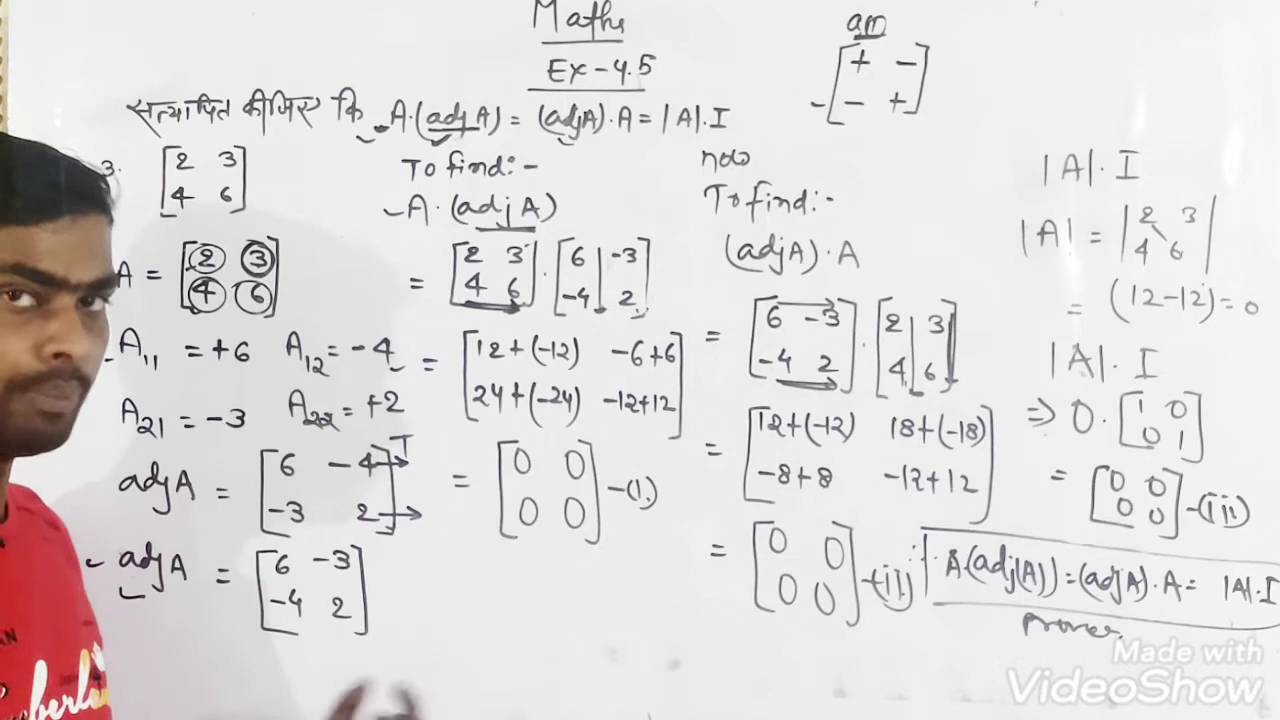 Maths
Ex-4.5
सत्यापित कीजिए कि A.(adj A) = (adjA).A = |A|.I
an
[+ -
- +]
3. [2 3
4 6]
A = [2 3
4 6]
A11 = +6 A12 = -4
A21 = -3 A22 = +2
adjA = [6 -4
-3 2]T
adjA = [6 -3
-4 2]
To find:-
A.(adj A)
= [2 3
4 6] . [6 -3
-4 2]
= [12+(-12) -6+6
24+(-24) -12+12]
= [0 0
0 0] -(i)
now
To find:-
(adjA).A
= [6 -3
-4 2] . [2 3
4 6]
= [12+(-12) 18+(-18)
-8+8 -12+12]
= [0 0
0 0] -(ii)
|A|.I
|A| = |2 3
4 6|
= (12-12)=0
|A|.I
⇒ 0.[1 0
0 1]
= [0 0
0 0] -(iii)
A.(adj(A)) = (adjA).A = |A|.I
Made with
VideoShow